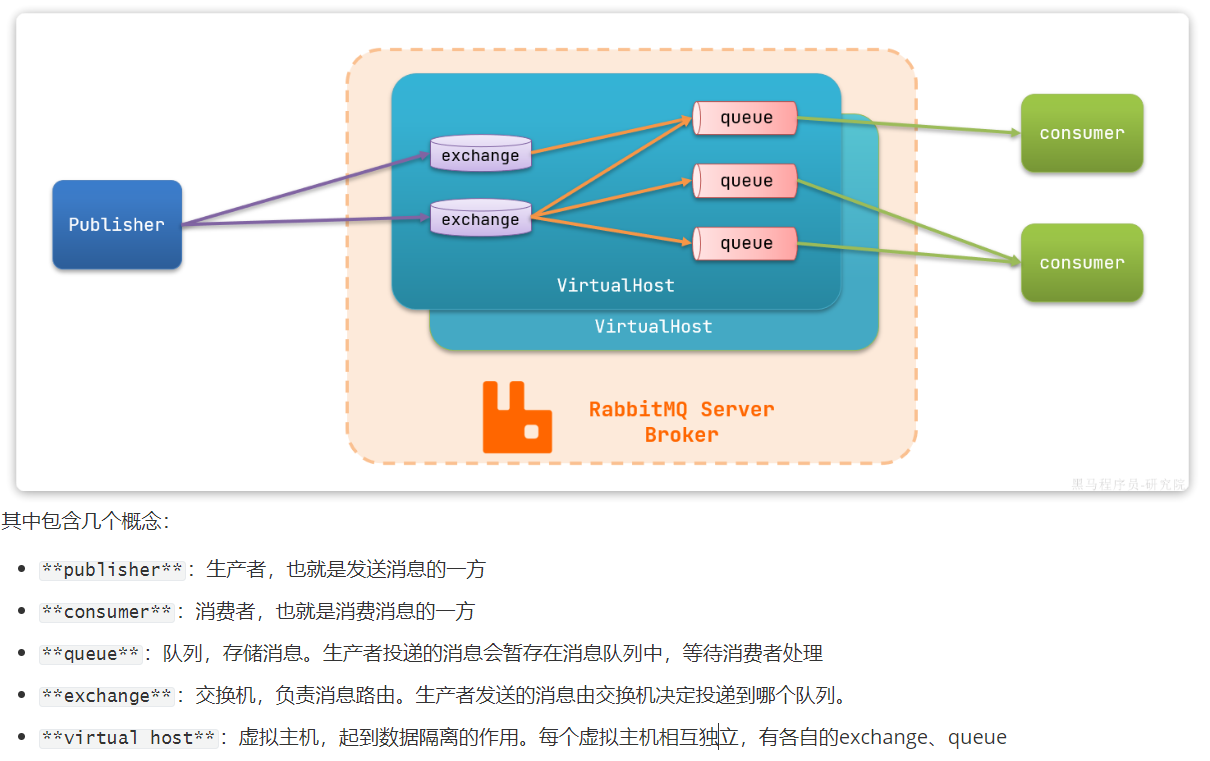 queue
consumer
exchange
queue
Publisher
exchange
queue
consumer
VirtualHost
VirtualHost
RabbitMQ Server
Broker
黑马程序员-研究院
其中包含几个概念：
**publisher**：生产者，也就是发送消息的一方
**consumer**：消费者，也就是消费消息的一方
**queue**：队列，存储消息。生产者投递的消息会暂存在消息队列中，等待消费者处理
**exchange**：交换机，负责消息路由。生产者发送的消息由交换机决定投递到哪个队列。
**virtual host**：虚拟主机，起到数据隔离的作用。每个虚拟主机相互独立，有各自的exchange、queue